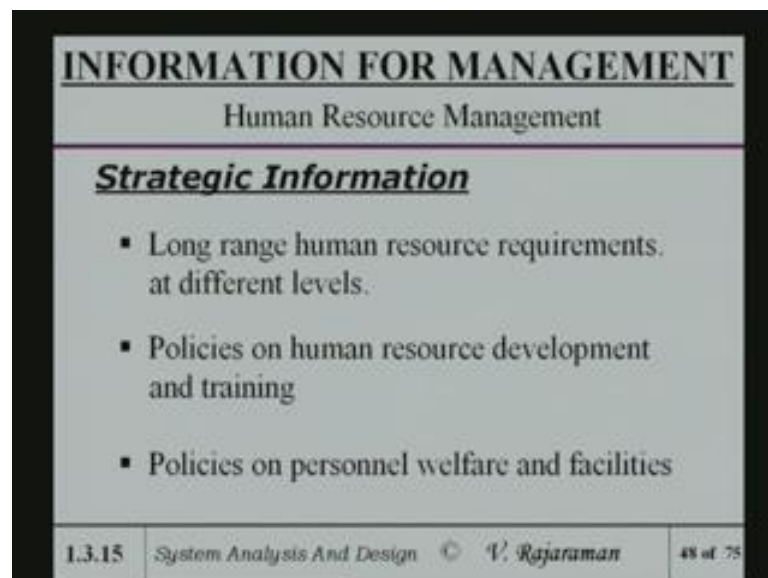 INFORMATION FOR MANAGEMENT
Human Resource Management
Strategic Information
▪ Long range human resource requirements.
at different levels.
▪ Policies on human resource development
and training
▪ Policies on personnel welfare and facilities
1.3.15 System Analysis And Design © V. Rajaraman 48 of 75